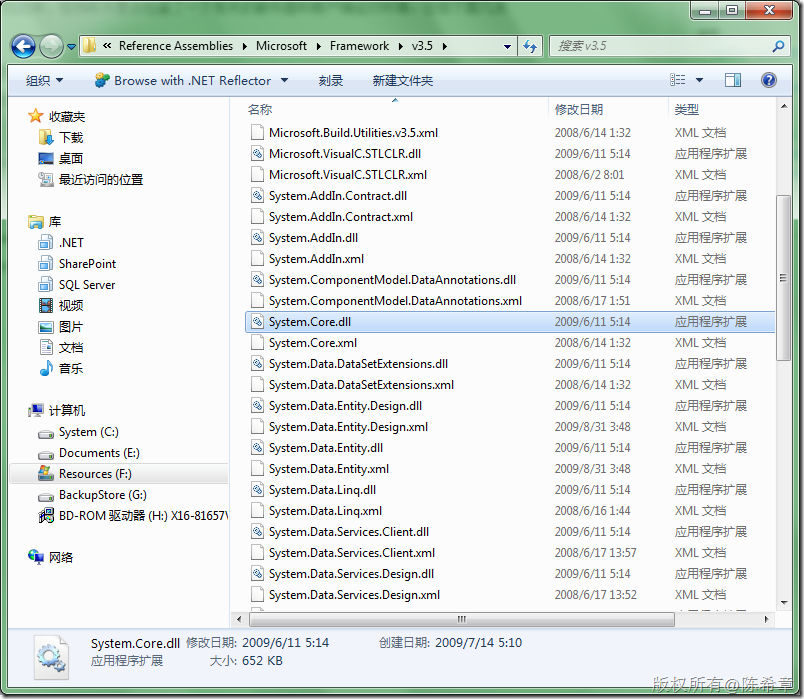 « Reference Assemblies ▸ Microsoft ▸ Framework ▸ v3.5 ▸
搜索 v3.5
组织 Browse with .NET Reflector 刻录 新建文件夹
收藏夹
下载
桌面
最近访问的位置
库
.NET
SharePoint
SQL Server
视频
图片
文档
音乐
计算机
System (C:)
Documents (E:)
Resources (F:)
BackupStore (G:)
BD-ROM 驱动器 (H:) X16-81657
网络
名称 修改日期 类型
Microsoft.Build.Utilities.v3.5.xml 2008/6/14 1:32 XML 文档
Microsoft.VisualC.STLCLR.dll 2009/6/11 5:14 应用程序扩展
Microsoft.VisualC.STLCLR.xml 2008/6/2 8:01 XML 文档
System.AddIn.Contract.dll 2009/6/11 5:14 应用程序扩展
System.AddIn.Contract.xml 2008/6/14 1:32 XML 文档
System.AddIn.dll 2009/6/11 5:14 应用程序扩展
System.AddIn.xml 2008/6/14 1:32 XML 文档
System.ComponentModel.DataAnnotations.dll 2009/6/11 5:14 应用程序扩展
System.ComponentModel.DataAnnotations.xml 2008/6/17 1:51 XML 文档
System.Core.dll 2009/6/11 5:14 应用程序扩展
System.Core.xml 2008/6/14 1:32 XML 文档
System.Data.DataSetExtensions.dll 2009/6/11 5:14 应用程序扩展
System.Data.DataSetExtensions.xml 2008/6/14 1:32 XML 文档
System.Data.Entity.Design.dll 2009/6/11 5:14 应用程序扩展
System.Data.Entity.Design.xml 2009/8/31 3:48 XML 文档
System.Data.Entity.dll 2009/6/11 5:14 应用程序扩展
System.Data.Entity.xml 2009/8/31 3:48 XML 文档
System.Data.Linq.dll 2009/6/11 5:14 应用程序扩展
System.Data.Linq.xml 2008/6/16 1:44 XML 文档
System.Data.Services.Client.dll 2009/6/11 5:14 应用程序扩展
System.Data.Services.Client.xml 2008/6/17 13:57 XML 文档
System.Data.Services.Design.dll 2009/6/11 5:14 应用程序扩展
System.Data.Services.Design.xml 2008/6/17 13:52 XML 文档
System.Core.dll 修改日期: 2009/6/11 5:14 创建日期: 2009/7/14 5:10
应用程序扩展 大小: 652 KB
版权所有@陈希章